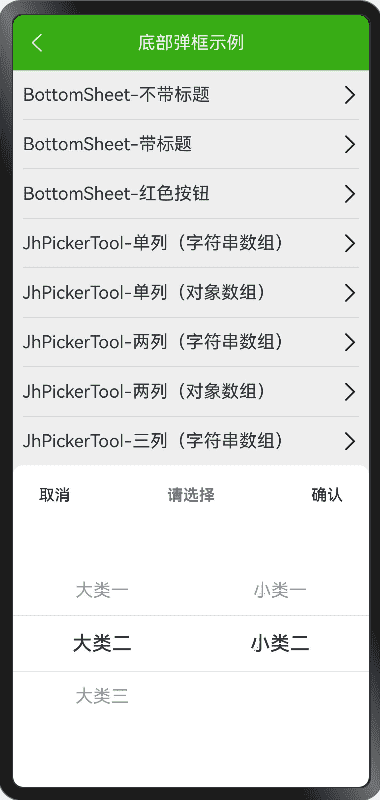 底部弹框示例
BottomSheet-不带标题
BottomSheet-带标题
BottomSheet-红色按钮
JhPickerTool-单列（字符串数组）
JhPickerTool-单列（对象数组）
JhPickerTool-两列（字符串数组）
JhPickerTool-两列（对象数组）
JhPickerTool-三列（字符串数组）
取消 请选择 确认
大类一 小类一
大类二 小类二
大类三